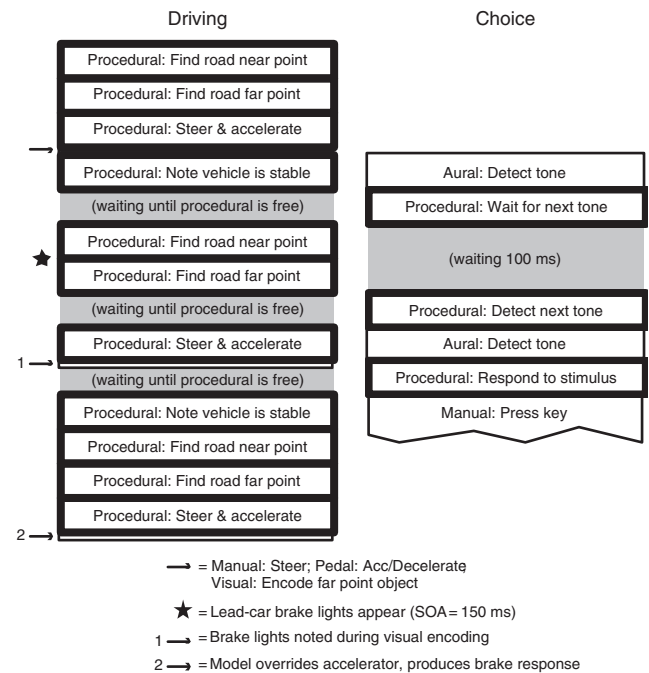 Driving
Choice
Procedural: Find road near point
Procedural: Find road far point
Procedural: Steer & accelerate
Procedural: Note vehicle is stable
(waiting until procedural is free)
Procedural: Find road near point
Procedural: Find road far point
(waiting until procedural is free)
Procedural: Steer & accelerate
1
(waiting until procedural is free)
Procedural: Note vehicle is stable
Procedural: Find road near point
Procedural: Find road far point
Procedural: Steer & accelerate
2
Aural: Detect tone
Procedural: Wait for next tone
(waiting 100 ms)
Procedural: Detect next tone
Aural: Detect tone
Procedural: Respond to stimulus
Manual: Press key
= Manual: Steer; Pedal: Acc/Decelerate;
Visual: Encode far point object
= Lead-car brake lights appear (SOA = 150 ms)
1 → = Brake lights noted during visual encoding
2 → = Model overrides accelerator, produces brake response